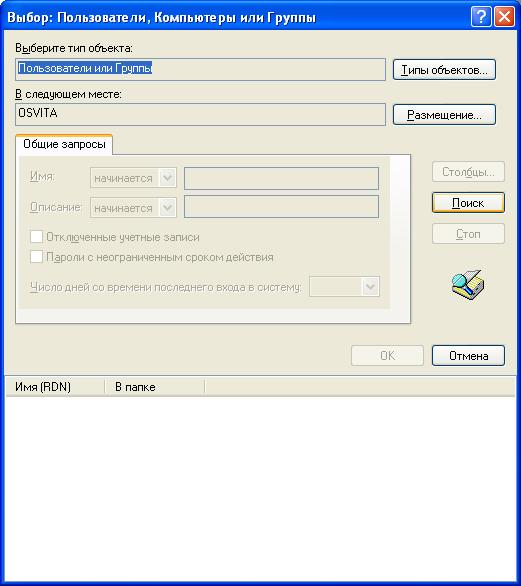 Выбор: Пользователи, Компьютеры или Группы
Выберите тип объекта:
Пользователи или Группы
Типы объектов...
В следующем месте:
OSVITA
Размещение...
Общие запросы
Имя: начинается
Столбцы...
Описание: начинается
Поиск
Отключенные учетные записи
Стоп
Пароли с неограниченным сроком действия
Число дней со времени последнего входа в систему:
OK
Отмена
Имя (RDN) В папке